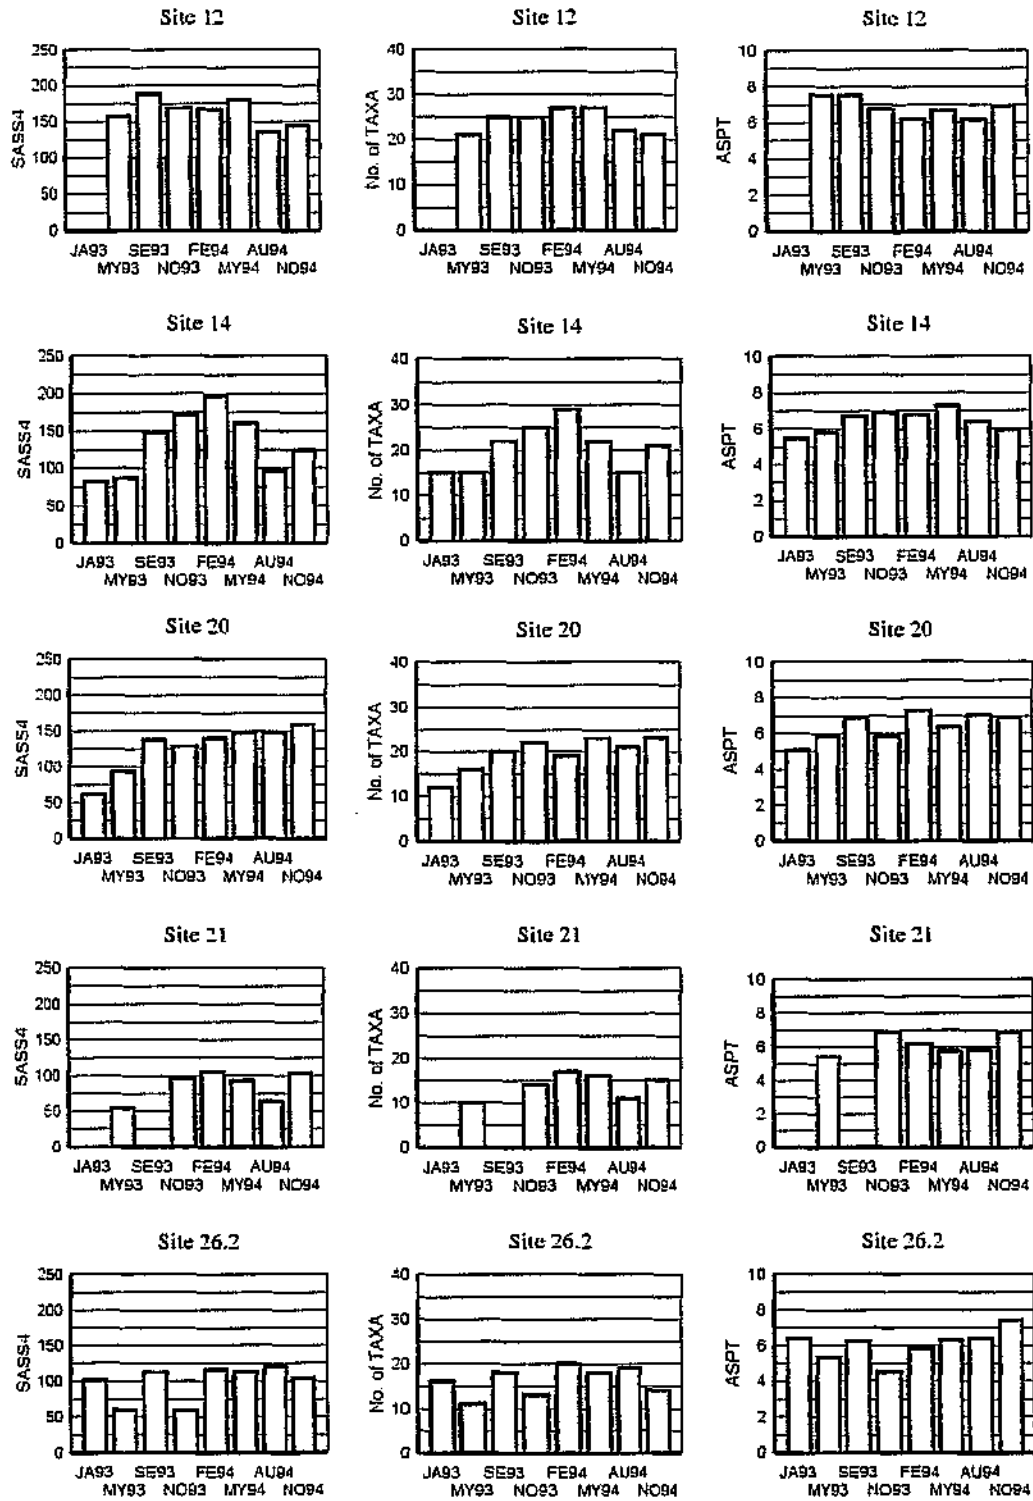 Site 12 Site 12 Site 12
SASS4
250
200
150
100
50
0
JA93 SE93 FE94 AU94
MY93 NO93 MY94 NO94
No. of TAXA
40
30
20
10
0
JA93 SE93 FE94 AU94
MY93 NO93 MY94 NO94
ASPT
10
8
6
4
2
0
JA93 SE93 FE94 AU94
MY93 NO93 MY94 NO94
Site 14 Site 14 Site 14
SASS4
250
200
150
100
50
0
JA93 SE93 FE94 AU94
MY93 NO93 MY94 NO94
No. of TAXA
40
30
20
10
0
JA93 SE93 FE94 AU94
MY93 NO93 MY94 NO94
ASPT
10
8
6
4
2
0
JA93 SE93 FE94 AU94
MY93 NO93 MY94 NO94
Site 20 Site 20 Site 20
SASS4
250
200
150
100
50
0
JA93 SE93 FE94 AU94
MY93 NO93 MY94 NO94
No. of TAXA
40
30
20
10
0
JA93 SE93 FE94 AU94
MY93 NO93 MY94 NO94
ASPT
10
8
6
4
2
0
JA93 SE93 FE94 AU94
MY93 NO93 MY94 NO94
Site 21 Site 21 Site 21
SASS4
250
200
150
100
50
0
JA93 SE93 FE94 AU94
MY93 NO93 MY94 NO94
No. of TAXA
40
30
20
10
0
JA93 SE93 FE94 AU94
MY93 NO93 MY94 NO94
ASPT
10
8
6
4
2
0
JA93 SE93 FE94 AU94
MY93 NO93 MY94 NO94
Site 26.2 Site 26.2 Site 26.2
SASS4
250
200
150
100
50
0
JA93 SE93 FE94 AU94
MY93 NO93 MY94 NO94
No. of TAXA
40
30
20
10
0
JA93 SE93 FE94 AU94
MY93 NO93 MY94 NO94
ASPT
10
8
6
4
2
0
JA93 SE93 FE94 AU94
MY93 NO93 MY94 NO94